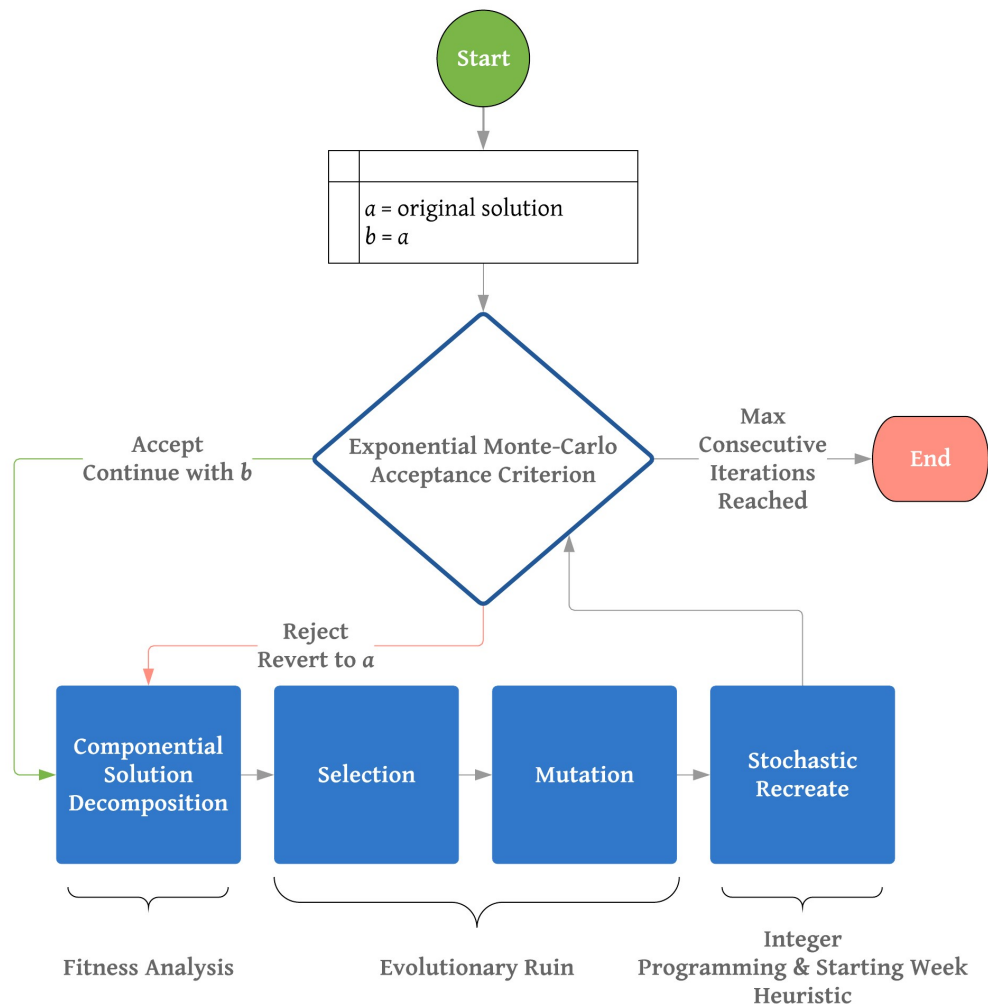 Start
a = original solution
b = a
Exponential Monte-Carlo
Acceptance Criterion
Accept
Continue with b
Max
Consecutive
Iterations
Reached
End
Reject
Revert to a
Componential
Solution
Decomposition
Selection
Mutation
Stochastic
Recreate
Fitness Analysis
Evolutionary Ruin
Integer
Programming & Starting Week
Heuristic